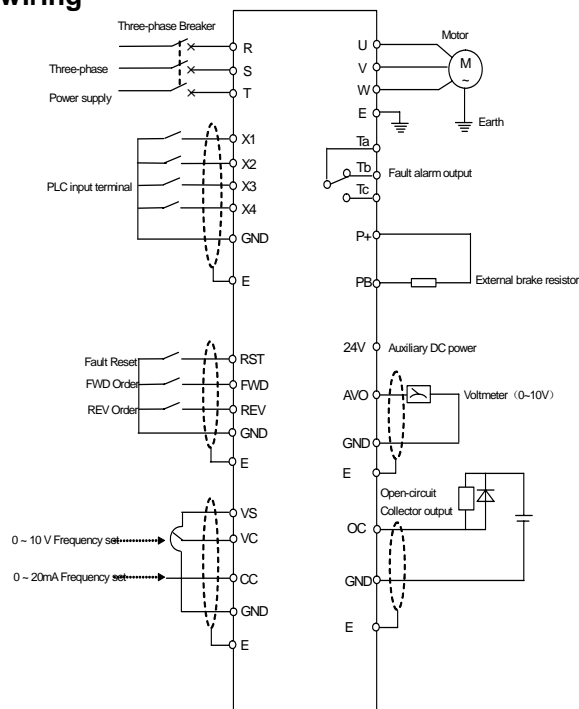 wiring
Three-phase Breaker
Three-phase
Power supply
R
S
T
U
V
W
E
Motor
M
~
Earth
X1
X2
X3
X4
GND
E
PLC input terminal
Ta
Tb
Tc
Fault alarm output
P+
PB
External brake resistor
24V
Auxiliary DC power
Fault Reset
FWD Order
REV Order
RST
FWD
REV
GND
E
AVO
Voltmeter（0~10V）
GND
E
VS
VC
CC
GND
E
0 ~ 10 V Frequency set
0 ~ 20mA Frequency set
Open-circuit
Collector output
OC
GND
E